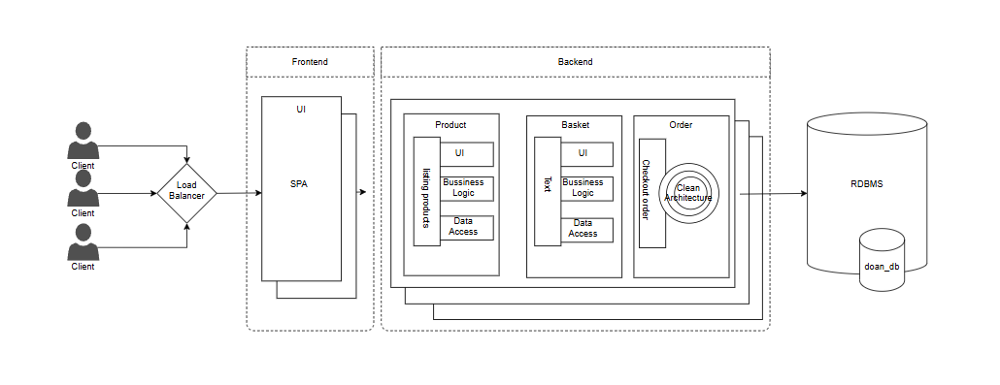 Frontend
Backend
Client
Client
Client
Load
Balancer
UI
SPA
Product
listing products
UI
Bussiness
Logic
Data
Access
Basket
Text
UI
Bussiness
Logic
Data
Access
Order
Checkout order
Clean
Architecture
RDBMS
doan_db